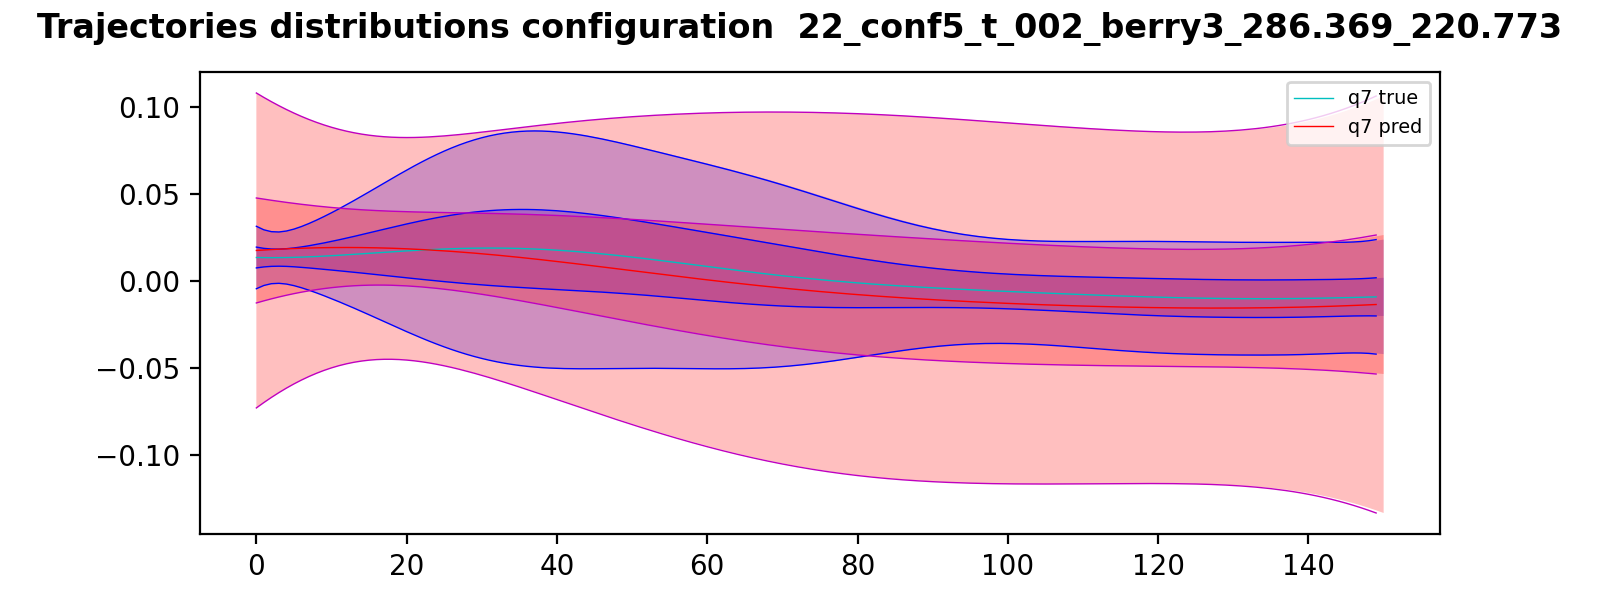 Trajectories distributions configuration  22_conf5_t_002_berry3_286.369_220.773
q7 true
q7 pred
0.10
0.05
0.00
−0.05
−0.10
0 20 40 60 80 100 120 140